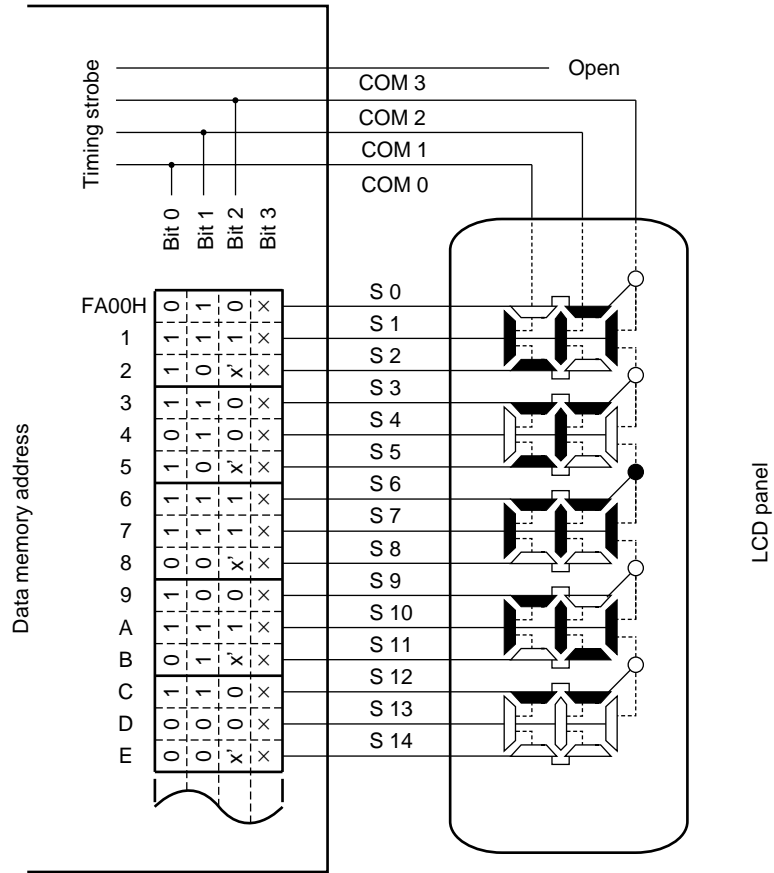 Timing strobe
Open
COM 3
COM 2
COM 1
COM 0
Bit 0
Bit 1
Bit 2
Bit 3
Data memory address
FA00H 0 1 0 × S 0
1 1 1 1 × S 1
2 1 0 x' × S 2
3 1 1 0 × S 3
4 0 1 0 × S 4
5 1 0 x' × S 5
6 1 1 1 × S 6
7 1 1 1 × S 7
8 0 0 x' × S 8
9 1 0 0 × S 9
A 1 1 1 × S 10
B 0 1 x' × S 11
C 1 1 0 × S 12
D 0 0 0 × S 13
E 0 0 x' × S 14
LCD panel